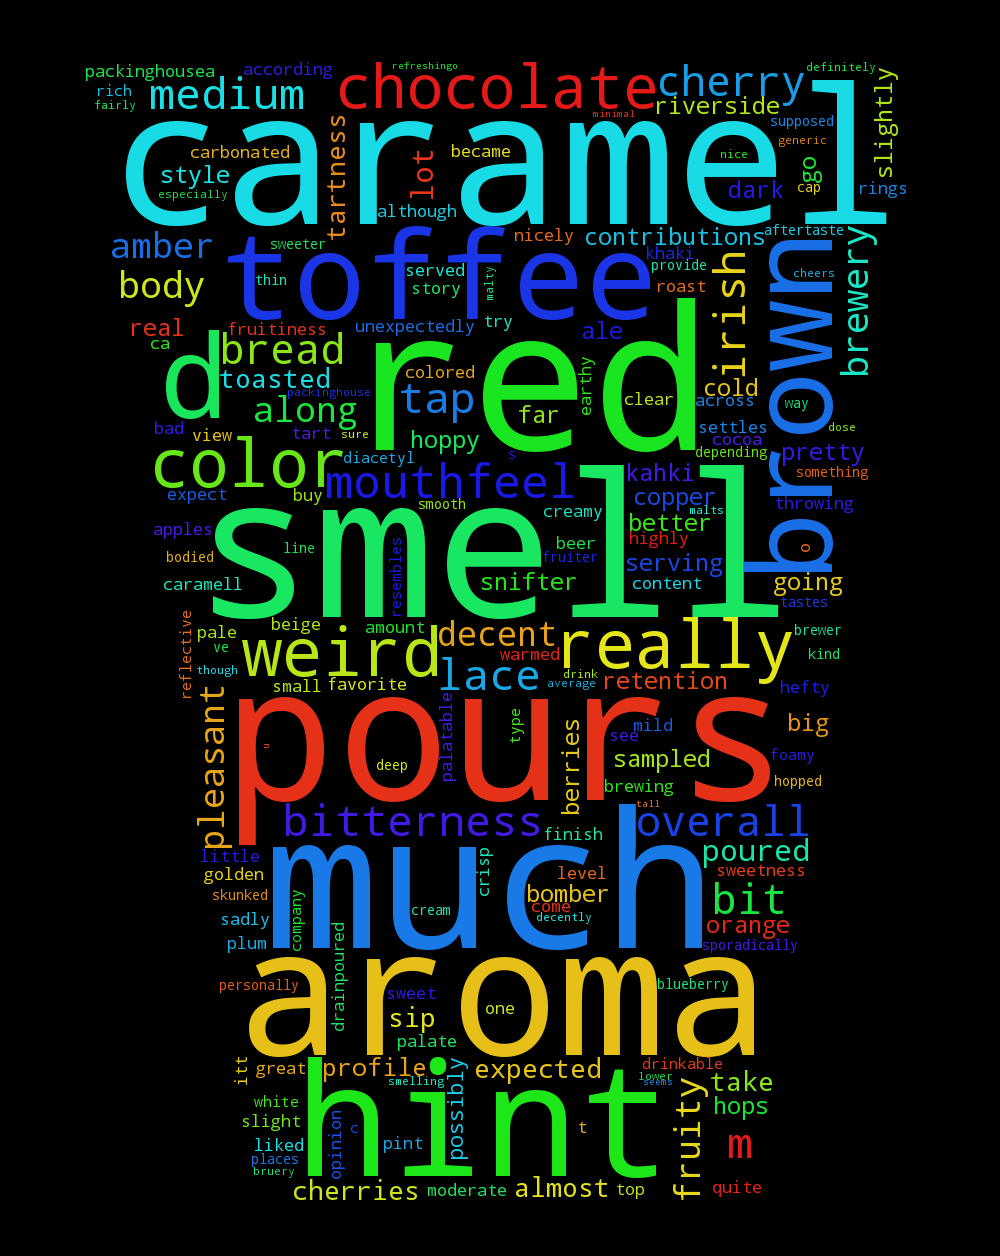 refreshingo
packinghousea according chocolate cherry definitely
rich medium riverside slightly
fairly minimal supposed
caramel
carbonated tartness lot became nice generic
style go
especially although dark cap rings
amber sweeter nicely contributions aftertaste
toffee khaki irish brown brewery
body thin served malty provide cheers
story roast
real fruitiness unexpectedly try ale
ca bread red
d toasted colored earthy cold
packinghouse tap clear across way
along far
bad view tart sure hoppy settles dose
color diacetyl s cocoa pretty
depending
expect buy mouthfeel kahki something
smooth copper malts throwing
apples creamy better
smell
bodied line resembles beer highly o
fruiter serving going
caramell snifter content tastes
reflective pale beige amount decent really brewer
ve weird warmed kind
though lace drink retention
small favorite average hefty
pleasant pours palatable type berries mild big
see
deep sampled foamy
u brewing hopped
bitterness tall overall
finish
little much crisp poured
golden level sweetness
skunked company bomber bit
cream come
sadly decently orange
plum drainpoured sporadically
aroma
personally sweet blueberry
one
sip
palate
itt great profile expected drinkable
hint smelling possibly lower seems take
white fruity hops
slight opinion c t
liked pint m
places
bruery
cherries moderate almost top quite